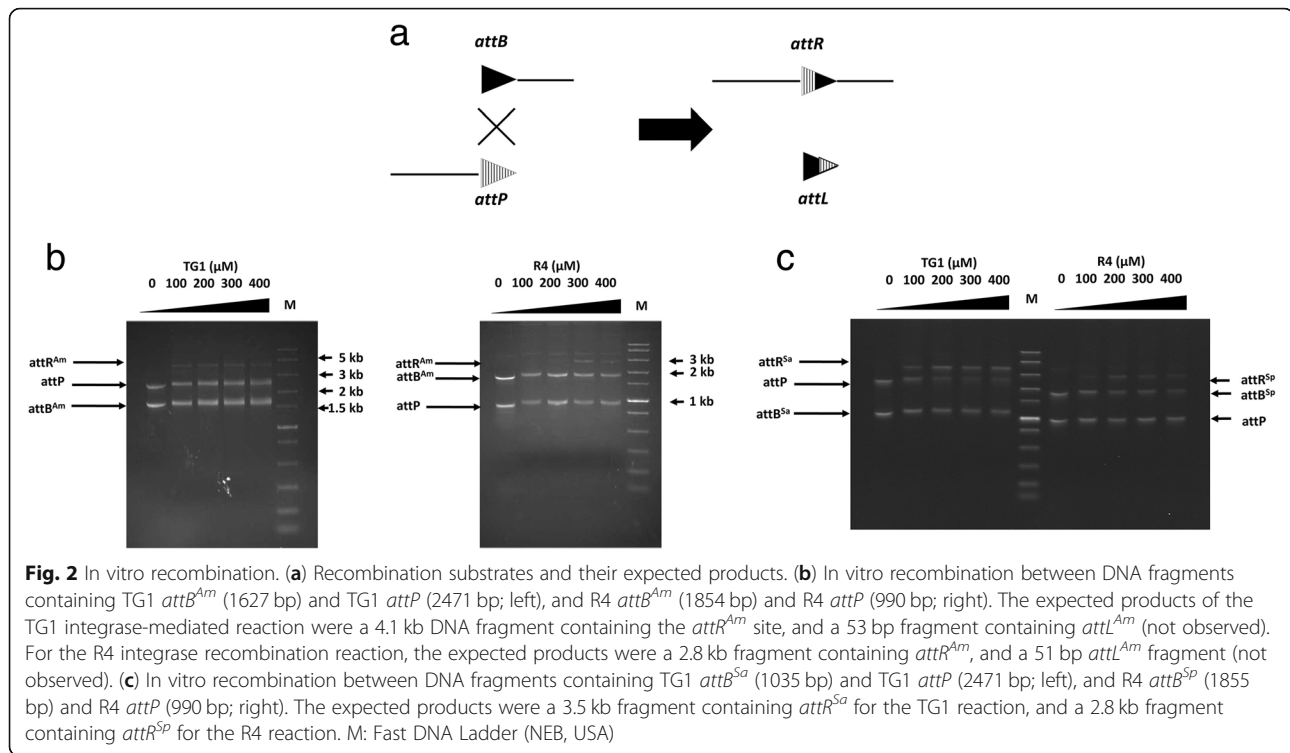 a
attB
attR
attP
attL
b
TG1 (µM)
0 100 200 300 400
M
attR^Am
attP
attB^Am
5 kb
3 kb
2 kb
1.5 kb
R4 (µM)
0 100 200 300 400
M
attR^Am
attB^Am
attP
3 kb
2 kb
1 kb
c
TG1 (µM)
0 100 200 300 400
M
R4 (µM)
0 100 200 300 400
attR^Sa
attP
attB^Sa
attR^Sp
attB^Sp
attP
Fig. 2 In vitro recombination. (a) Recombination substrates and their expected products. (b) In vitro recombination between DNA fragments
containing TG1 attB^Am (1627 bp) and TG1 attP (2471 bp; left), and R4 attB^Am (1854 bp) and R4 attP (990 bp; right). The expected products of the
TG1 integrase-mediated reaction were a 4.1 kb DNA fragment containing the attR^Am site, and a 53 bp fragment containing attL^Am (not observed).
For the R4 integrase recombination reaction, the expected products were a 2.8 kb fragment containing attR^Am, and a 51 bp attL^Am fragment (not
observed). (c) In vitro recombination between DNA fragments containing TG1 attB^Sa (1035 bp) and TG1 attP (2471 bp; left), and R4 attB^Sp (1855
bp) and R4 attP (990 bp; right). The expected products were a 3.5 kb fragment containing attR^Sa for the TG1 reaction, and a 2.8 kb fragment
containing attR^Sp for the R4 reaction. M: Fast DNA Ladder (NEB, USA)